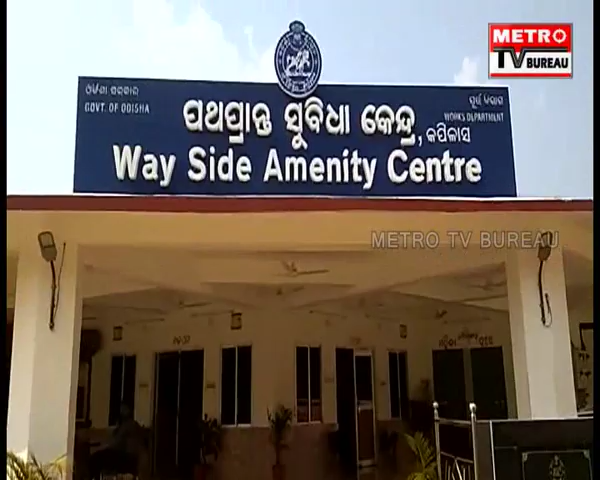 METRO
TV BUREAU
ଓଡ଼ିଶା ସରକାର
GOVT. OF ODISHA
ପୂର୍ତ୍ତ ବିଭାଗ
WORKS DEPARTMENT
ପଥପ୍ରାନ୍ତ ସୁବିଧା କେନ୍ଦ୍ର, କପିଳାସ
Way Side Amenity Centre
METRO TV BUREAU